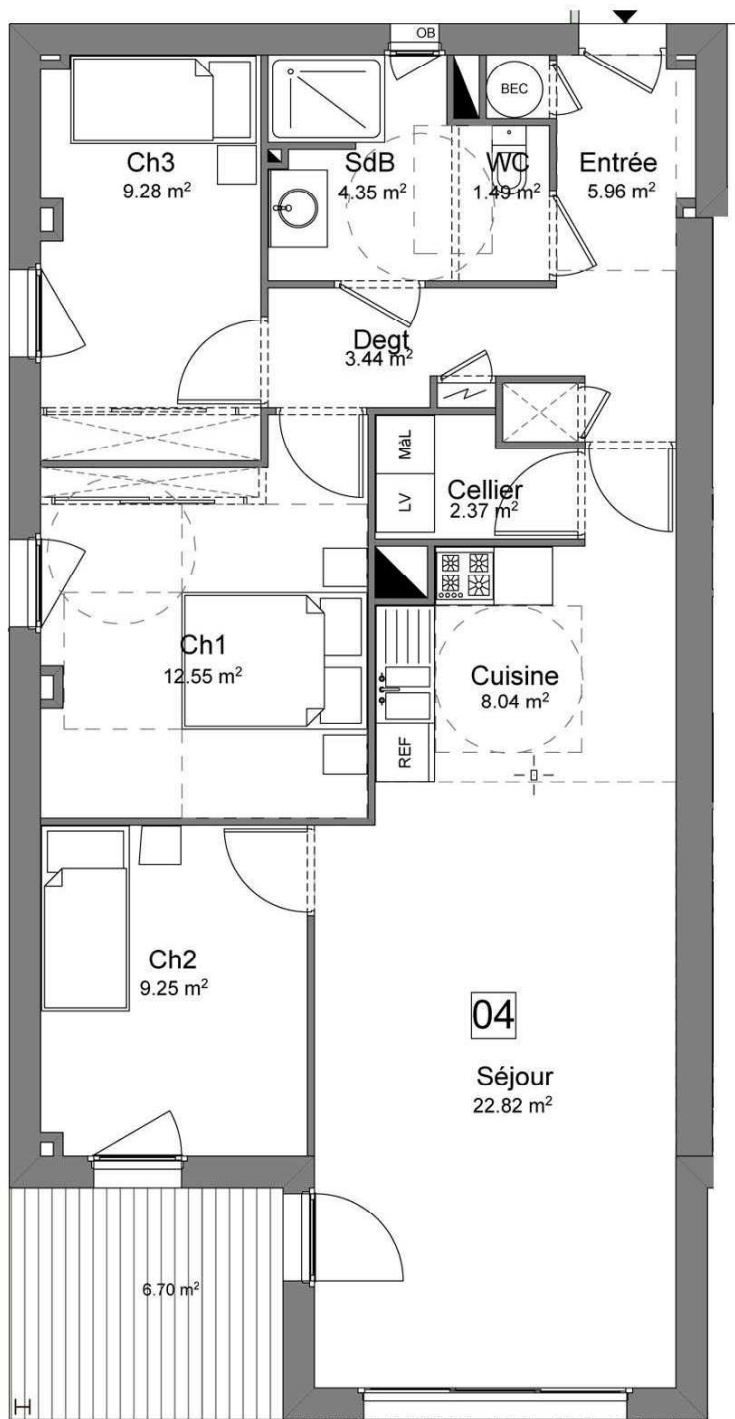 OB
BEC
Ch3
9.28 m²
SdB
4.35 m²
WC
1.49 m²
Entrée
5.96 m²
Degt
3.44 m²
MàL
LV
Cellier
2.37 m²
Ch1
12.55 m²
Cuisine
8.04 m²
REF
Ch2
9.25 m²
04
Séjour
22.82 m²
6.70 m²